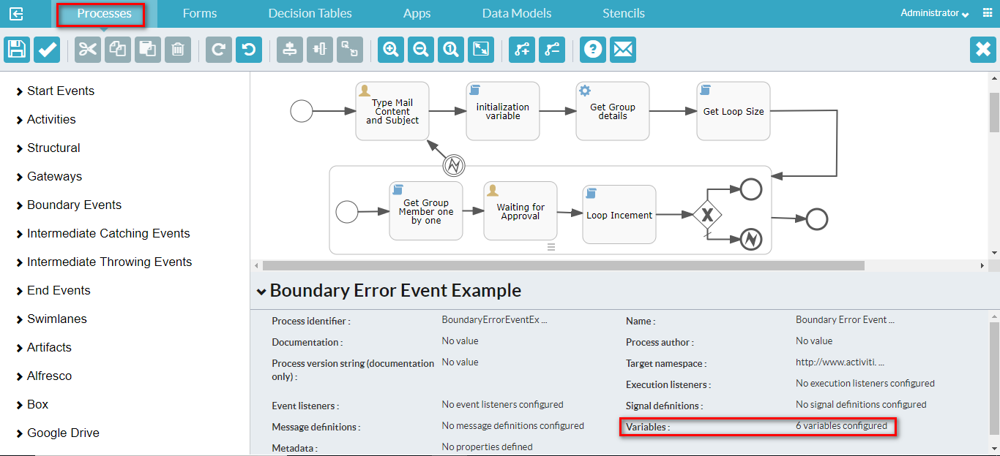 Processes Forms Decision Tables Apps Data Models Stencils Administrator
Start Events
Activities
Structural
Gateways
Boundary Events
Intermediate Catching Events
Intermediate Throwing Events
End Events
Swimlanes
Artifacts
Alfresco
Box
Google Drive
Type Mail
Content
and Subject
initialization
variable
Get Group
details
Get Loop Size
Get Group
Member one
by one
Waiting for
Approval
Loop Incement
X
Boundary Error Event Example
Process identifier : BoundaryErrorEventEx ... Name : Boundary Error Event ...
Documentation : No value Process author : No value
Process version string (documentation
only) : No value Target namespace : http://www.activiti. ...
Execution listeners : No execution listeners configured
Event listeners : No event listeners configured Signal definitions : No signal definitions configured
Message definitions : No message definitions configured Variables : 6 variables configured
Metadata : No properties defined